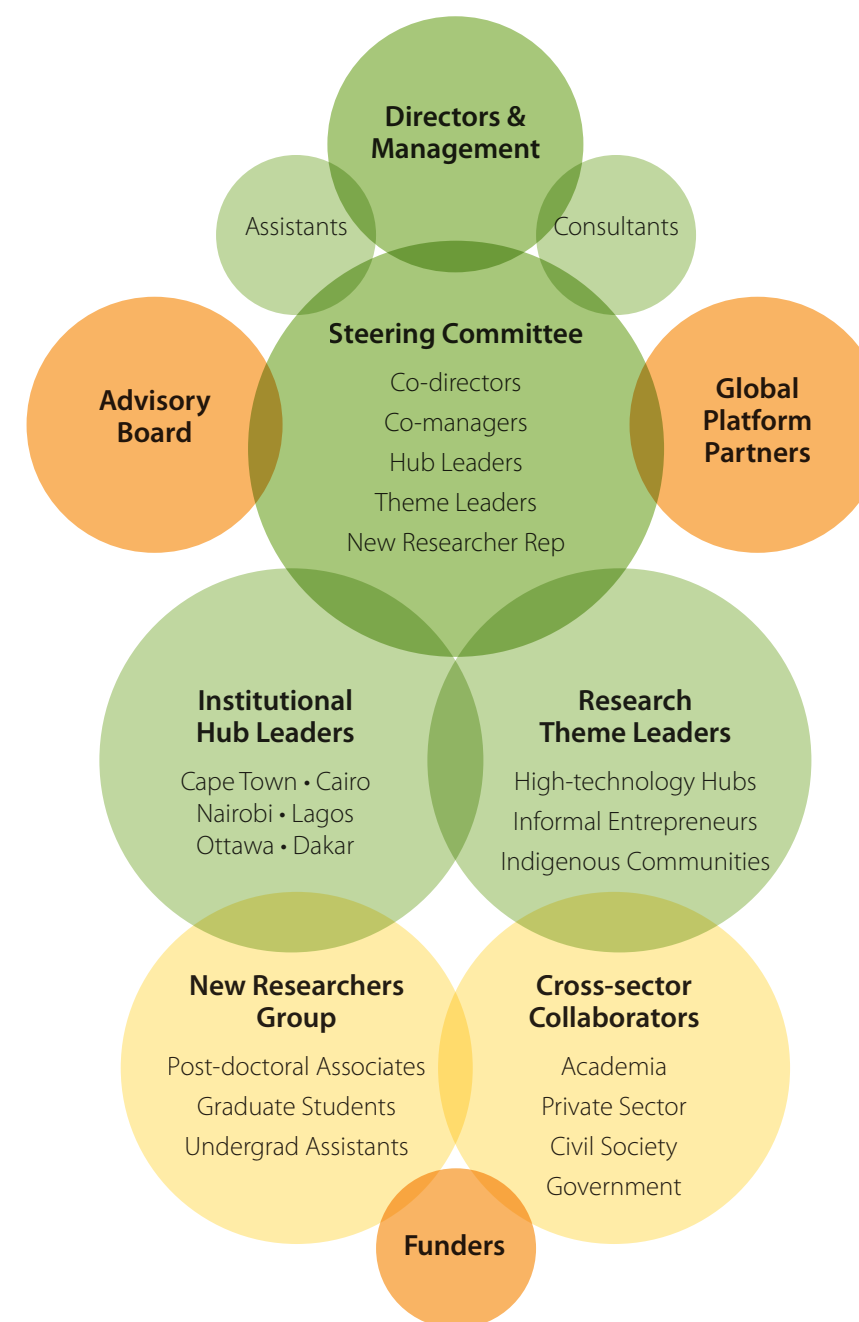 Directors &
Management
Assistants
Consultants
Steering Committee
Co-directors
Co-managers
Hub Leaders
Theme Leaders
New Researcher Rep
Advisory
Board
Global
Platform
Partners
Institutional
Hub Leaders
Cape Town • Cairo
Nairobi • Lagos
Ottawa • Dakar
Research
Theme Leaders
High-technology Hubs
Informal Entrepreneurs
Indigenous Communities
New Researchers
Group
Post-doctoral Associates
Graduate Students
Undergrad Assistants
Cross-sector
Collaborators
Academia
Private Sector
Civil Society
Government
Funders